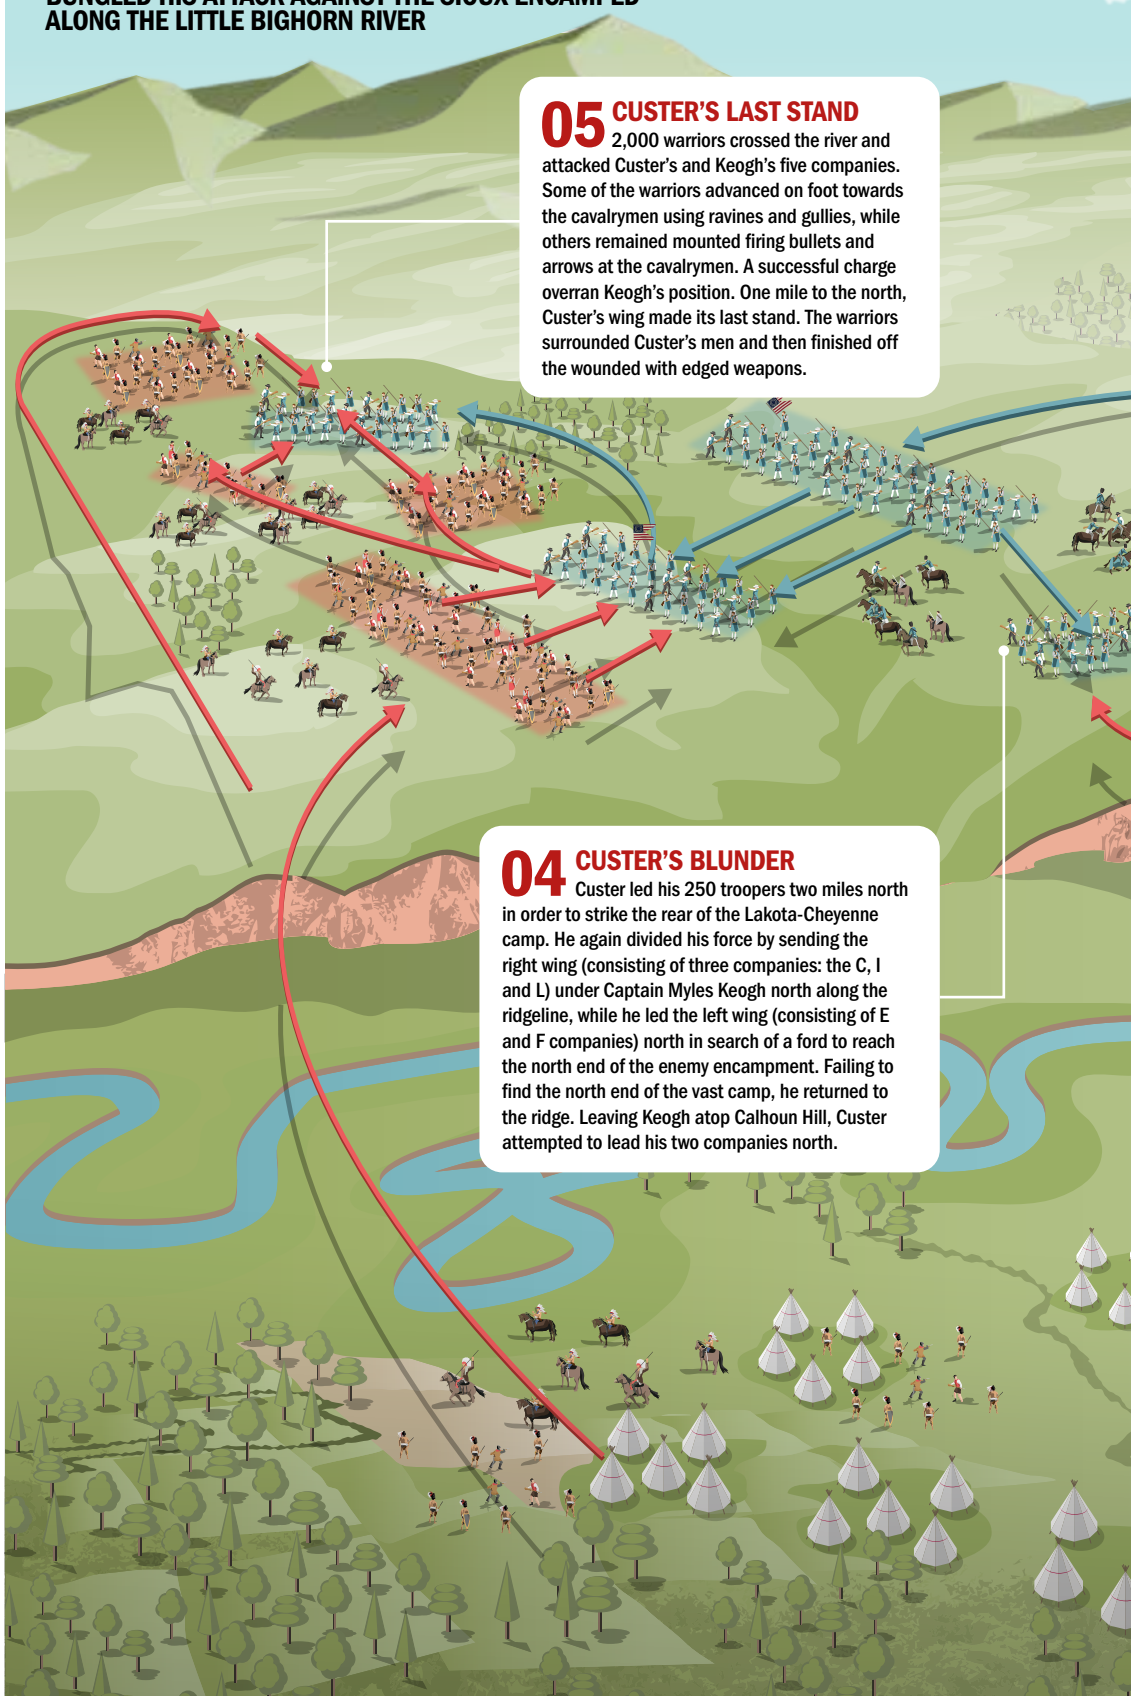 BUNGLED HIS ATTACK AGAINST THE SIOUX ENCAMPED
ALONG THE LITTLE BIGHORN RIVER
05 CUSTER'S LAST STAND
2,000 warriors crossed the river and
attacked Custer's and Keogh's five companies.
Some of the warriors advanced on foot towards
the cavalrymen using ravines and gullies, while
others remained mounted firing bullets and
arrows at the cavalrymen. A successful charge
overran Keogh's position. One mile to the north,
Custer's wing made its last stand. The warriors
surrounded Custer's men and then finished off
the wounded with edged weapons.
04 CUSTER'S BLUNDER
Custer led his 250 troopers two miles north
in order to strike the rear of the Lakota-Cheyenne
camp. He again divided his force by sending the
right wing (consisting of three companies: the C, I
and L) under Captain Myles Keogh north along the
ridgeline, while he led the left wing (consisting of E
and F companies) north in search of a ford to reach
the north end of the enemy encampment. Failing to
find the north end of the vast camp, he returned to
the ridge. Leaving Keogh atop Calhoun Hill, Custer
attempted to lead his two companies north.